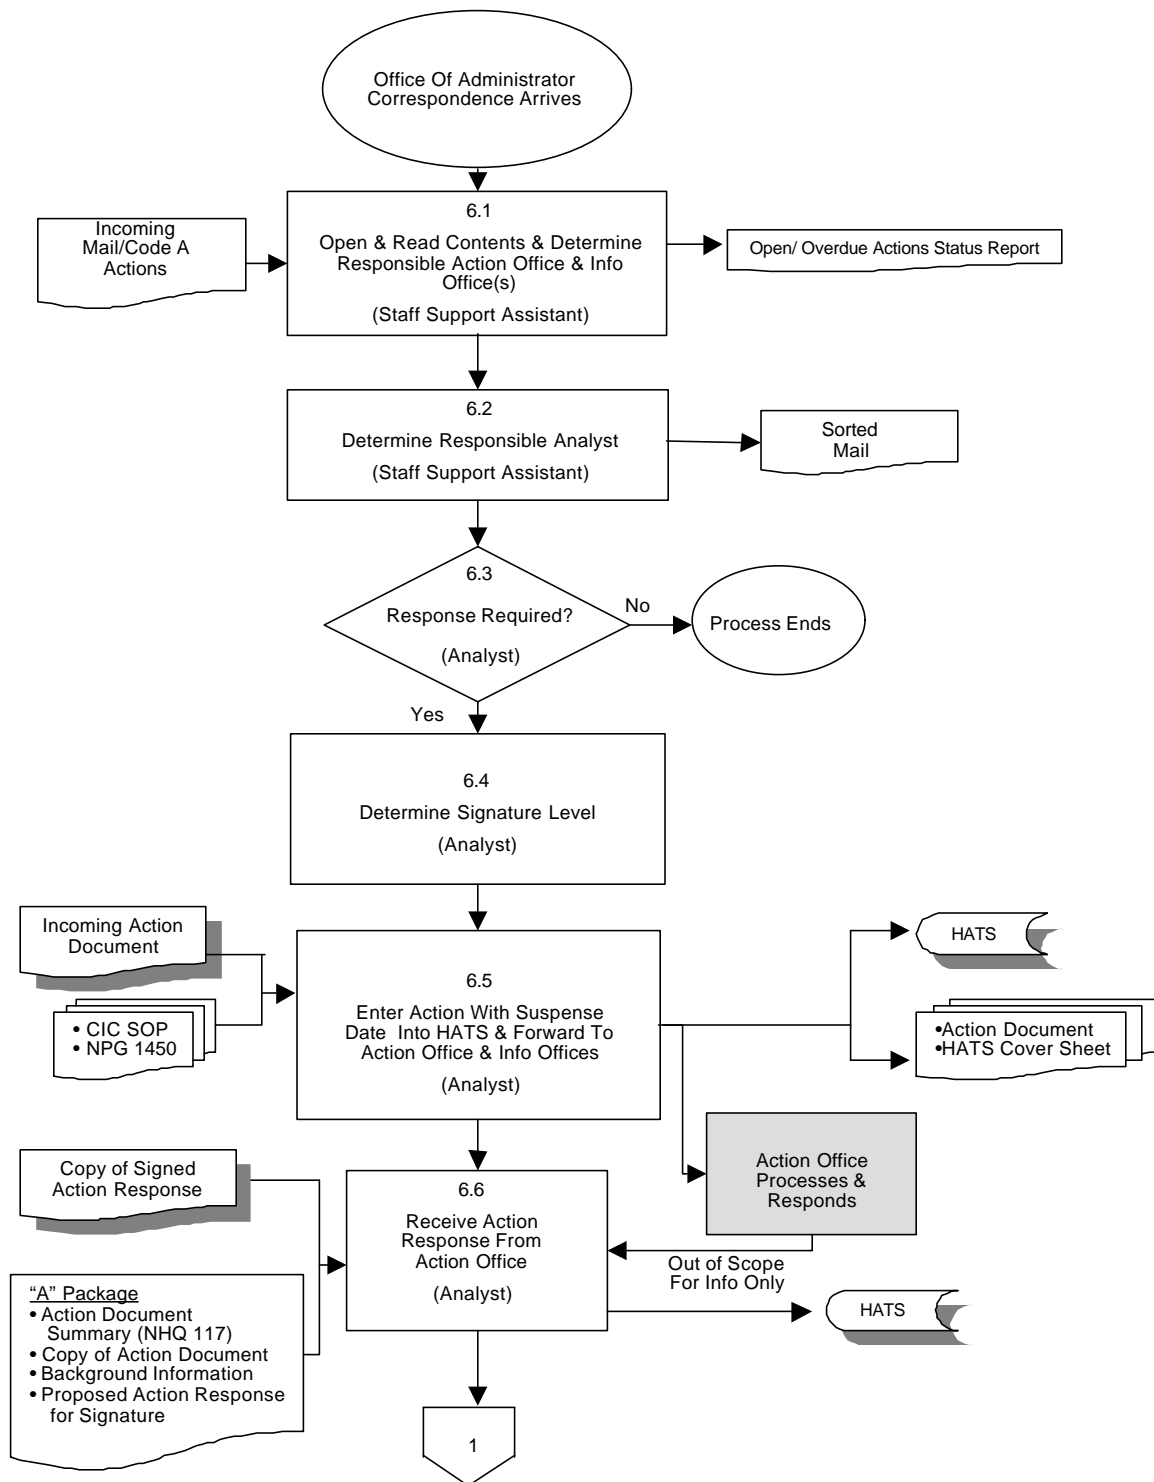 Office Of Administrator
Correspondence Arrives
Incoming
Mail/Code A
Actions
6.1
Open & Read Contents & Determine
Responsible Action Office & Info
Office(s)
(Staff Support Assistant)
Open/ Overdue Actions Status Report
6.2
Determine Responsible Analyst
(Staff Support Assistant)
Sorted
Mail
6.3
Response Required?
(Analyst)
No
Process Ends
Yes
6.4
Determine Signature Level
(Analyst)
Incoming Action
Document
• CIC SOP
• NPG 1450
6.5
Enter Action With Suspense
Date Into HATS & Forward To
Action Office & Info Offices
(Analyst)
HATS
•Action Document
•HATS Cover Sheet
Action Office
Processes &
Responds
Copy of Signed
Action Response
6.6
Receive Action
Response From
Action Office
(Analyst)
Out of Scope
For Info Only
HATS
“A” Package
• Action Document
Summary (NHQ 117)
• Copy of Action Document
• Background Information
• Proposed Action Response
for Signature
1